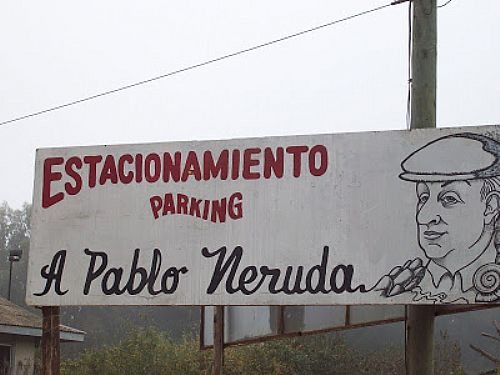 ESTACIONAMIENTO
PARKING
A Pablo Neruda.